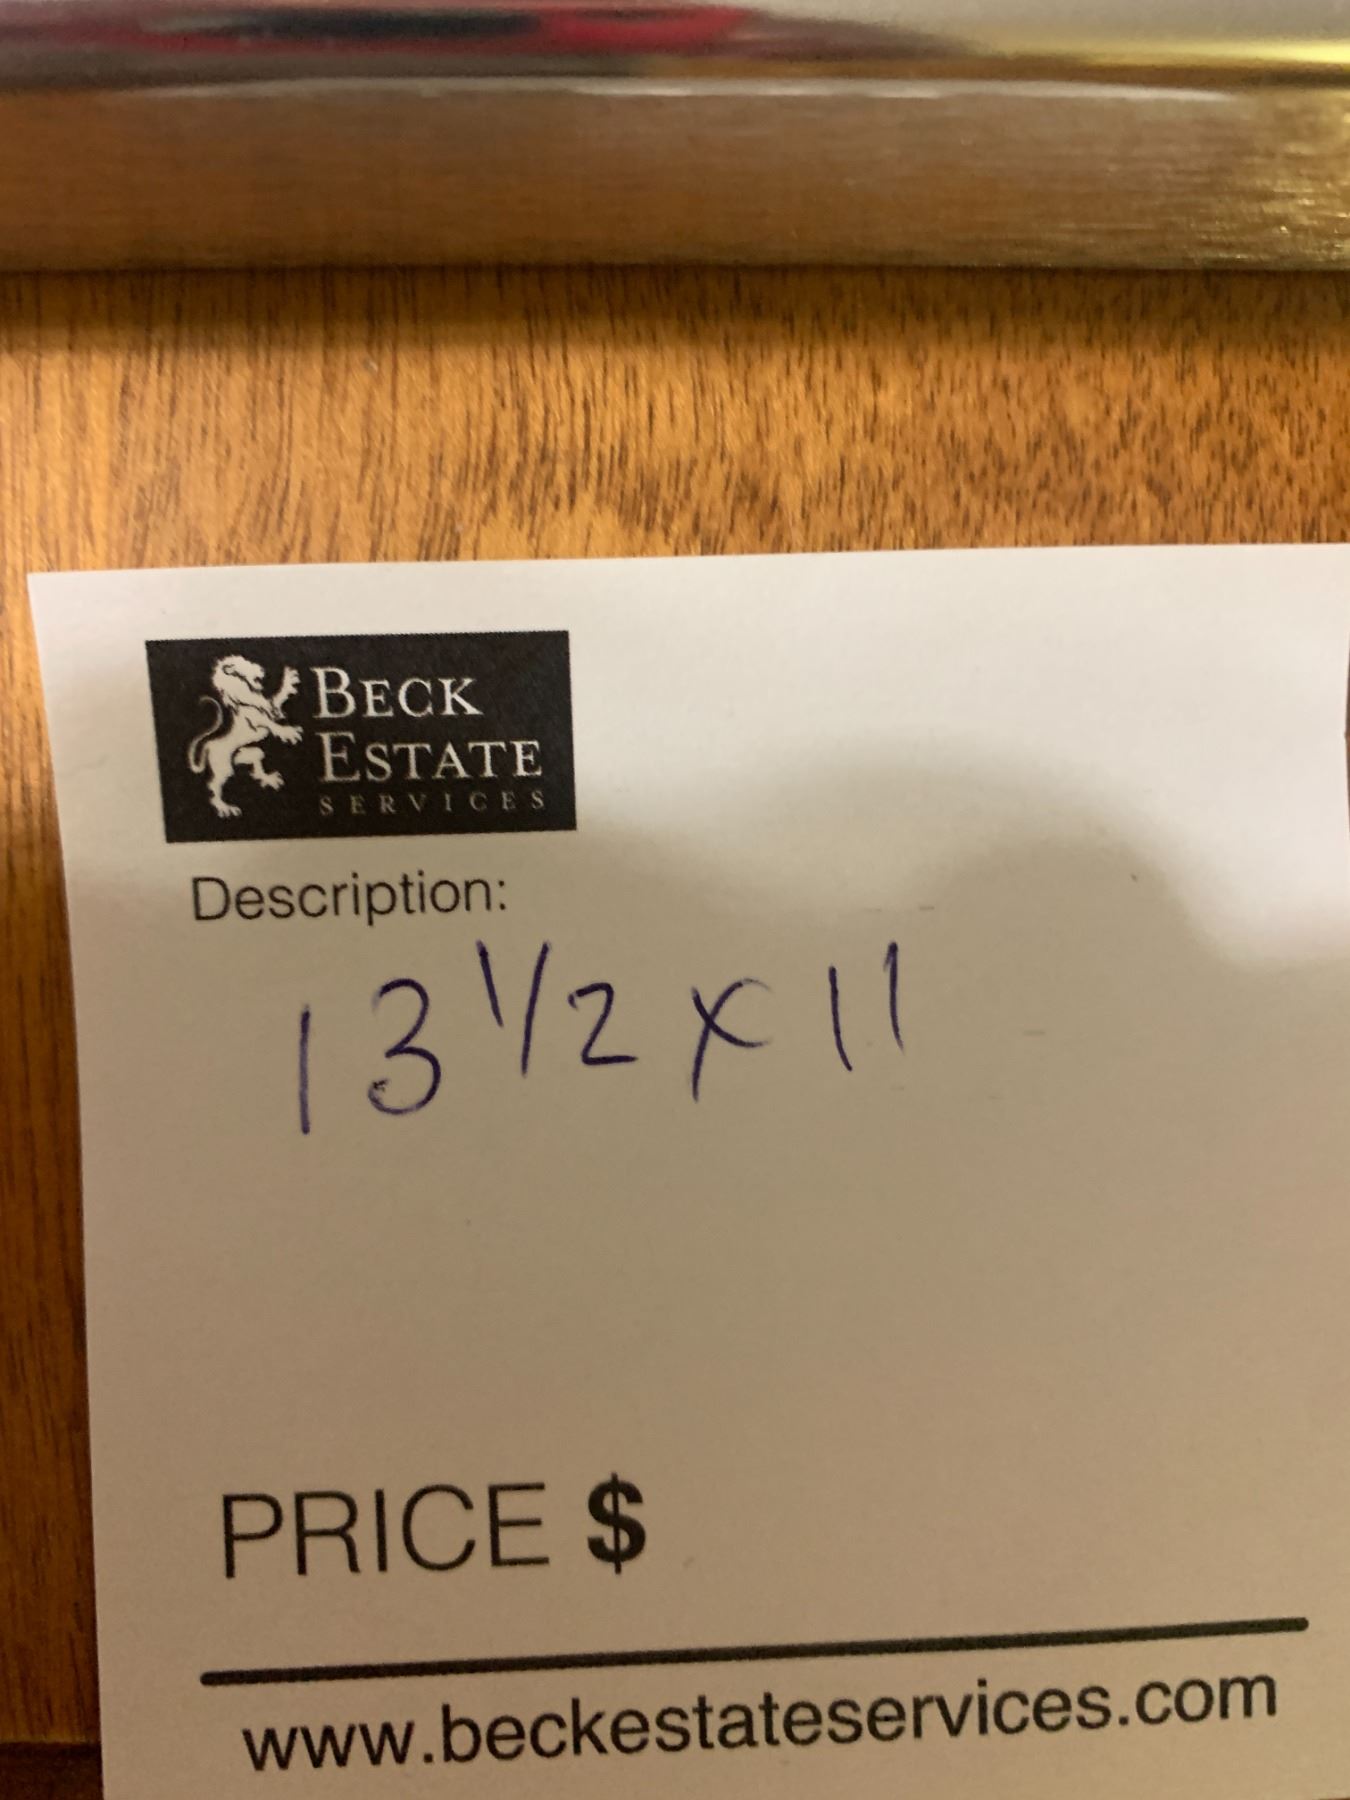 BECK
ESTATE
SERVICES
Description:
13 1/2 x 11
PRICE $
www.beckestateservices.com